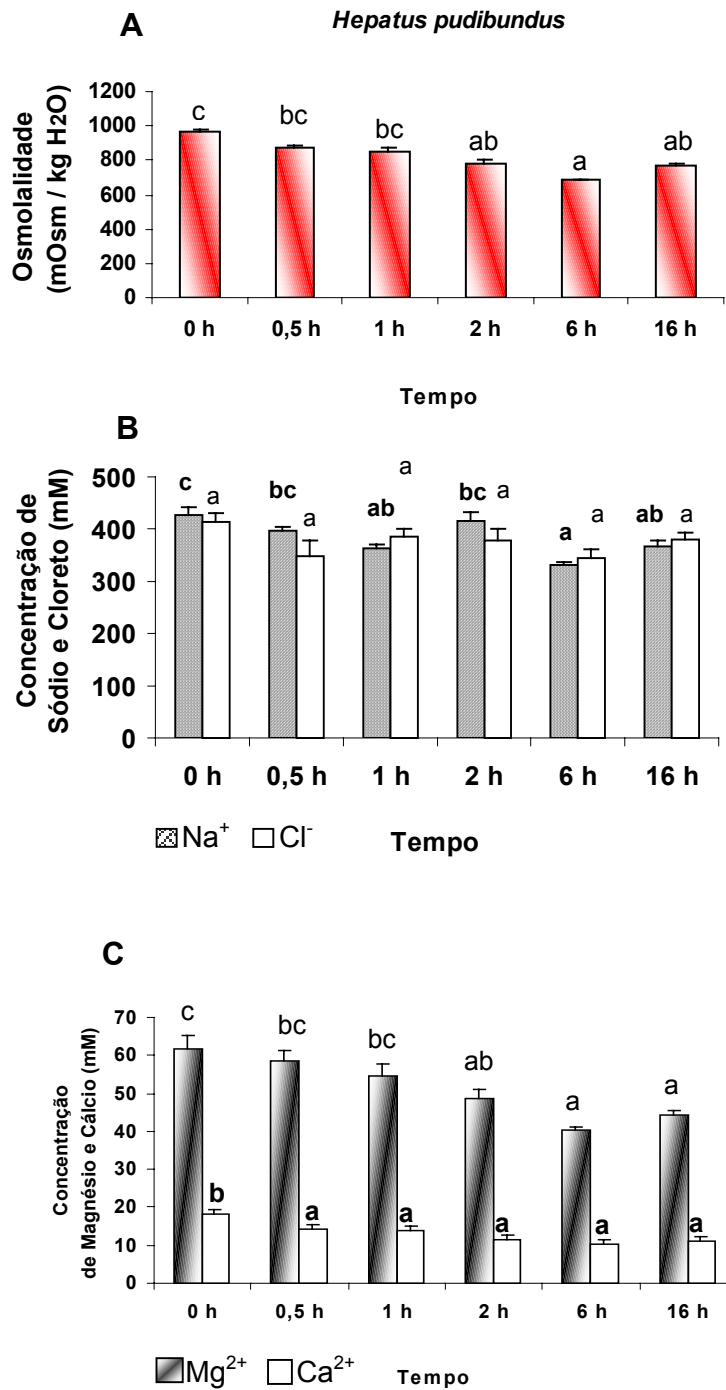 A
Hepatus pudibundus
Osmolalidade
(mOsm / kg H2O)
1200
1000
800
600
400
200
0
c
bc
bc
ab
a
ab
0 h
0,5 h
1 h
2 h
6 h
16 h
Tempo
B
Concentração de
Sódio e Cloreto (mM)
500
400
300
200
100
0
c
a
bc
a
ab
a
bc
a
a
a
ab
a
0 h
0,5 h
1 h
2 h
6 h
16 h
Na+
Cl-
Tempo
C
Concentração
de Magnésio e Cálcio (mM)
70
60
50
40
30
20
10
0
c
b
bc
a
bc
a
ab
a
a
a
a
a
0 h
0,5 h
1 h
2 h
6 h
16 h
Mg2+
Ca2+
Tempo